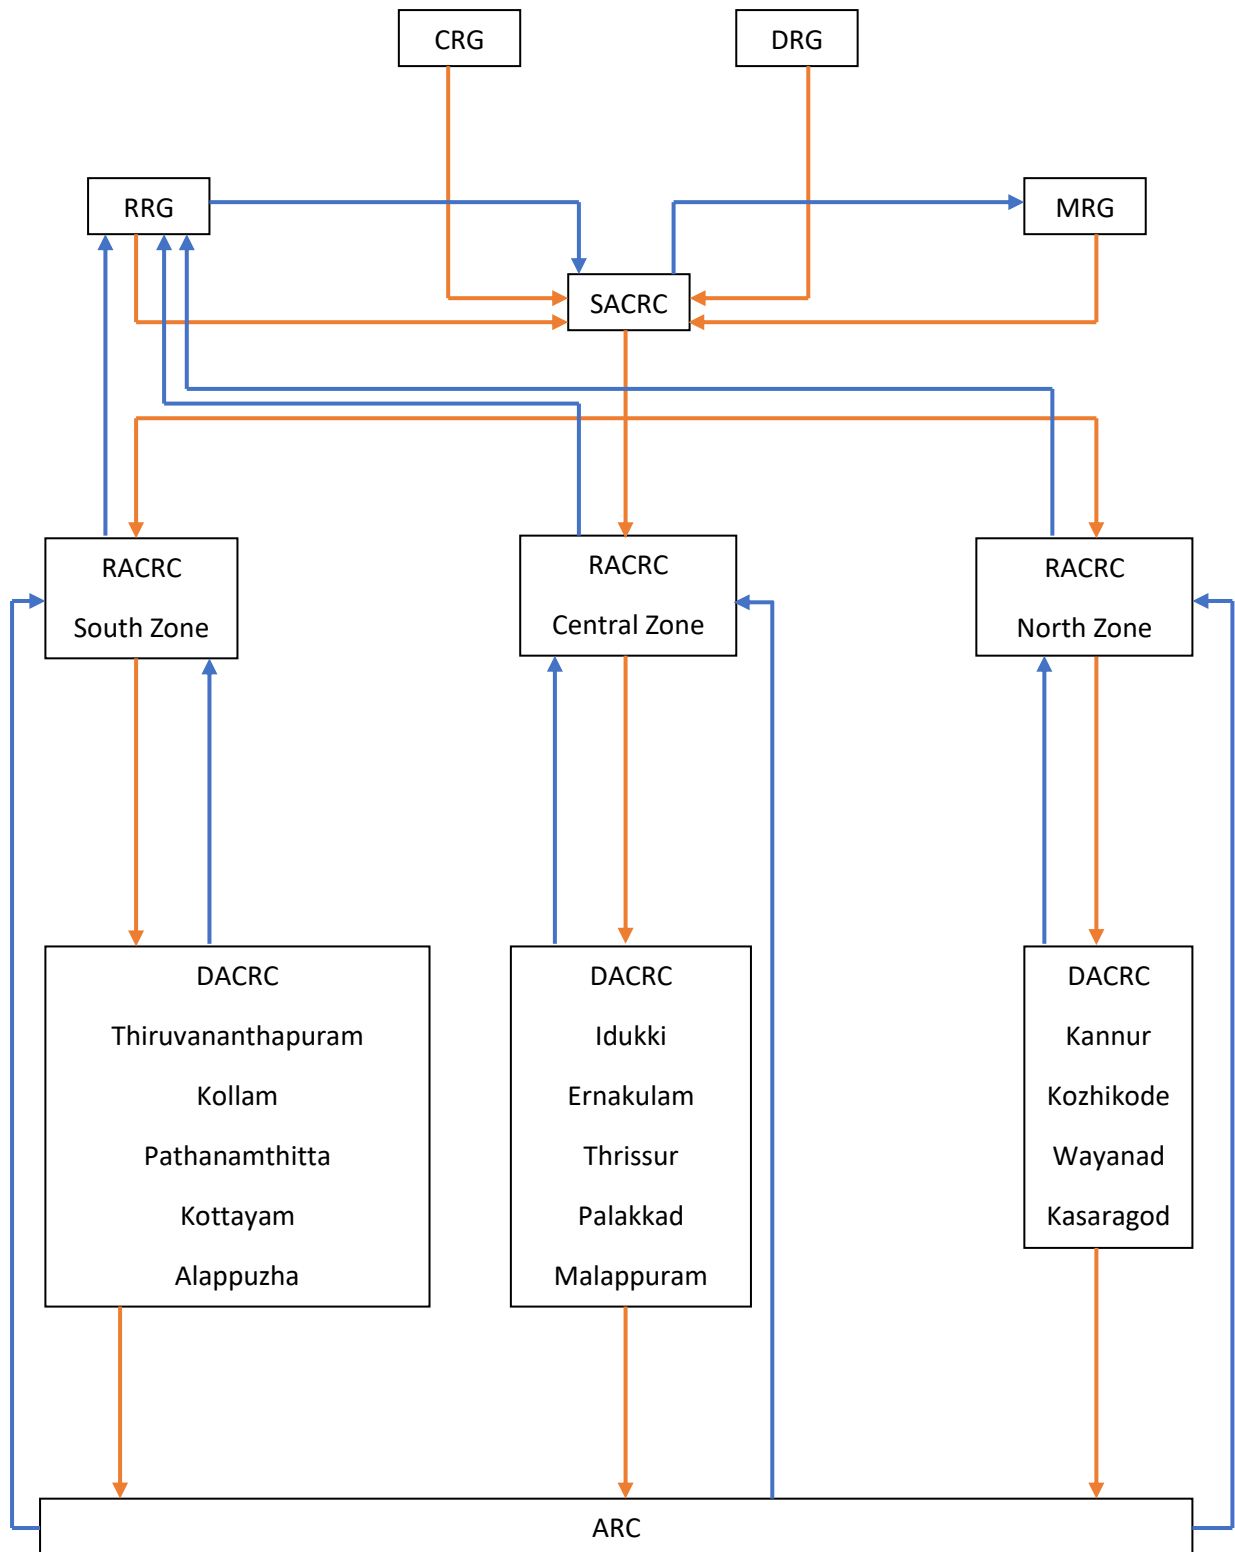 CRG
DRG
RRG
MRG
SACRC
RACRC
South Zone
RACRC
Central Zone
RACRC
North Zone
DACRC
Thiruvananthapuram
Kollam
Pathanamthitta
Kottayam
Alappuzha
DACRC
Idukki
Ernakulam
Thrissur
Palakkad
Malappuram
DACRC
Kannur
Kozhikode
Wayanad
Kasaragod
ARC